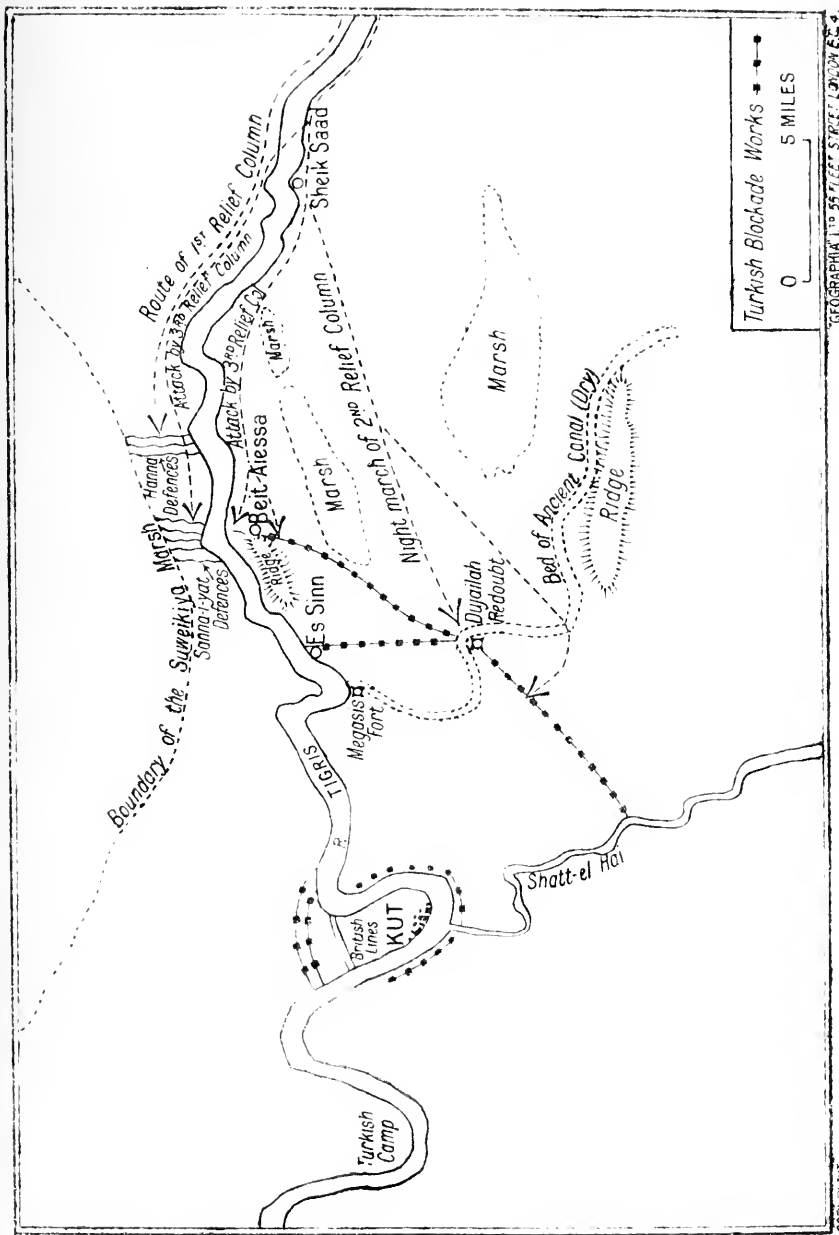 Boundary of the Suweikiya Marsh
Route of 1ST Relief Column
Attack by 3RD Relief Column
Hanna
Defences
Sanna-i-yat
Defences
Attack by 3RD Relief Co
Sheik Saad
Beit-Aiessa
Ridge
Es Sinn
Marsh
Marsh
Marsh
Night march of 2ND Relief Column
Megasis
Fort
Dujailah
Redoubt
Bed of Ancient Canal (Dry)
Ridge
R. TIGRIS
British
Lines
KUT
Shatt-el Hai
Turkish
Camp
Turkish Blockade Works
0 5 MILES
"GEOGRAPHIA" LTD 55 FLEET STREET LONDON E.C.4.